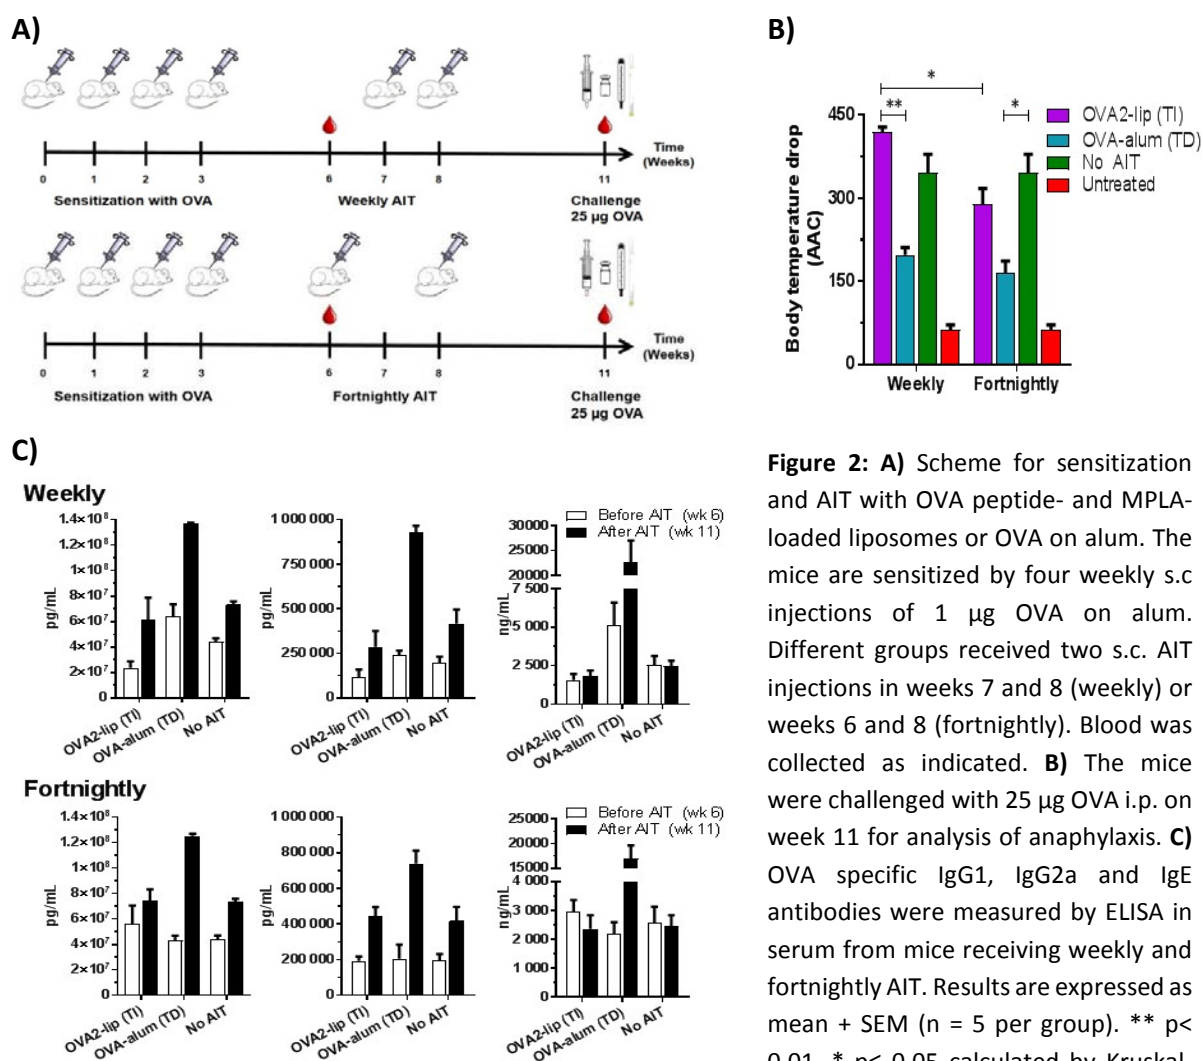 A)
Time
(Weeks)
0 1 2 3 6 7 8 11
Sensitization with OVA Weekly AIT Challenge
25 µg OVA
Time
(Weeks)
0 1 2 3 6 7 8 11
Sensitization with OVA Fortnightly AIT Challenge
25 µg OVA
B)
*
** *
OVA2-lip (TI)
OVA-alum (TD)
No AIT
Untreated
Body temperature drop
(AAC)
450
300
150
0
Weekly Fortnightly
C)
Weekly
pg/mL
1.4×10⁸
1.2×10⁸
1×10⁸
8×10⁷
6×10⁷
4×10⁷
2×10⁷
0
OVA2-lip (TI)
OVA-alum (TD)
No AIT
pg/mL
1 000 000
750 000
500 000
250 000
0
OVA2-lip (TI)
OVA-alum (TD)
No AIT
Before AIT (wk 6)
After AIT (wk 11)
ng/mL
30000
25000
20000
7 500
5 000
2 500
0
OVA2-lip (TI)
OVA-alum (TD)
No AIT
Fortnightly
pg/mL
1.4×10⁸
1.2×10⁸
1×10⁸
8×10⁷
6×10⁷
4×10⁷
2×10⁷
0
OVA2-lip (TI)
OVA-alum (TD)
No AIT
pg/mL
1000 000
800 000
600 000
400 000
200 000
0
OVA2-lip (TI)
OVA-alum (TD)
No AIT
Before AIT (wk 6)
After AIT (wk 11)
ng/mL
25000
20000
15000
4 000
3 000
2 000
1 000
0
OVA2-lip (TI)
OVA-alum (TD)
No AIT
Figure 2: A) Scheme for sensitization
and AIT with OVA peptide- and MPLA-
loaded liposomes or OVA on alum. The
mice are sensitized by four weekly s.c
injections of 1 µg OVA on alum.
Different groups received two s.c. AIT
injections in weeks 7 and 8 (weekly) or
weeks 6 and 8 (fortnightly). Blood was
collected as indicated. B) The mice
were challenged with 25 µg OVA i.p. on
week 11 for analysis of anaphylaxis. C)
OVA specific IgG1, IgG2a and IgE
antibodies were measured by ELISA in
serum from mice receiving weekly and
fortnightly AIT. Results are expressed as
mean + SEM (n = 5 per group). ** p<
0.01, * p< 0.05 calculated by Kruskal-